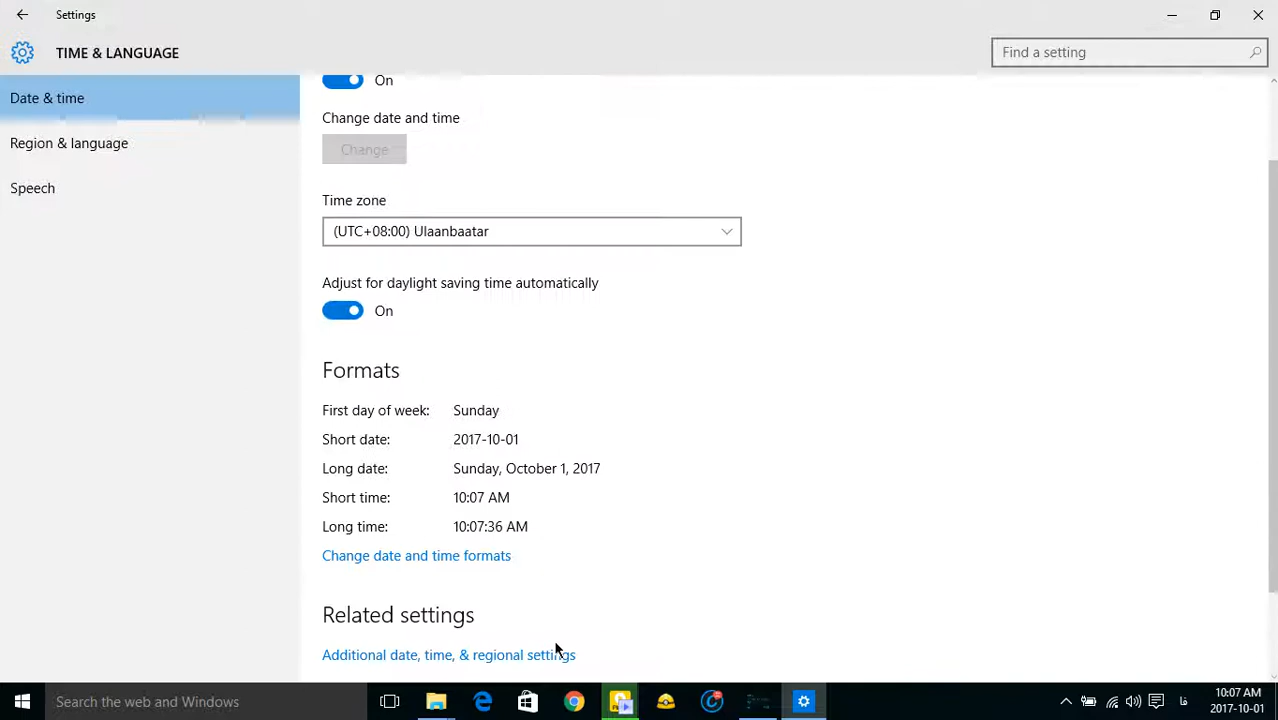 Settings
TIME & LANGUAGE
Find a setting
Date & time
Region & language
Speech
On
Change date and time
Change
Time zone
(UTC+08:00) Ulaanbaatar
Adjust for daylight saving time automatically
On
Formats
First day of week: Sunday
Short date: 2017-10-01
Long date: Sunday, October 1, 2017
Short time: 10:07 AM
Long time: 10:07:36 AM
Change date and time formats
Related settings
Additional date, time, & regional settings
Search the web and Windows
فا
10:07 AM
2017-10-01